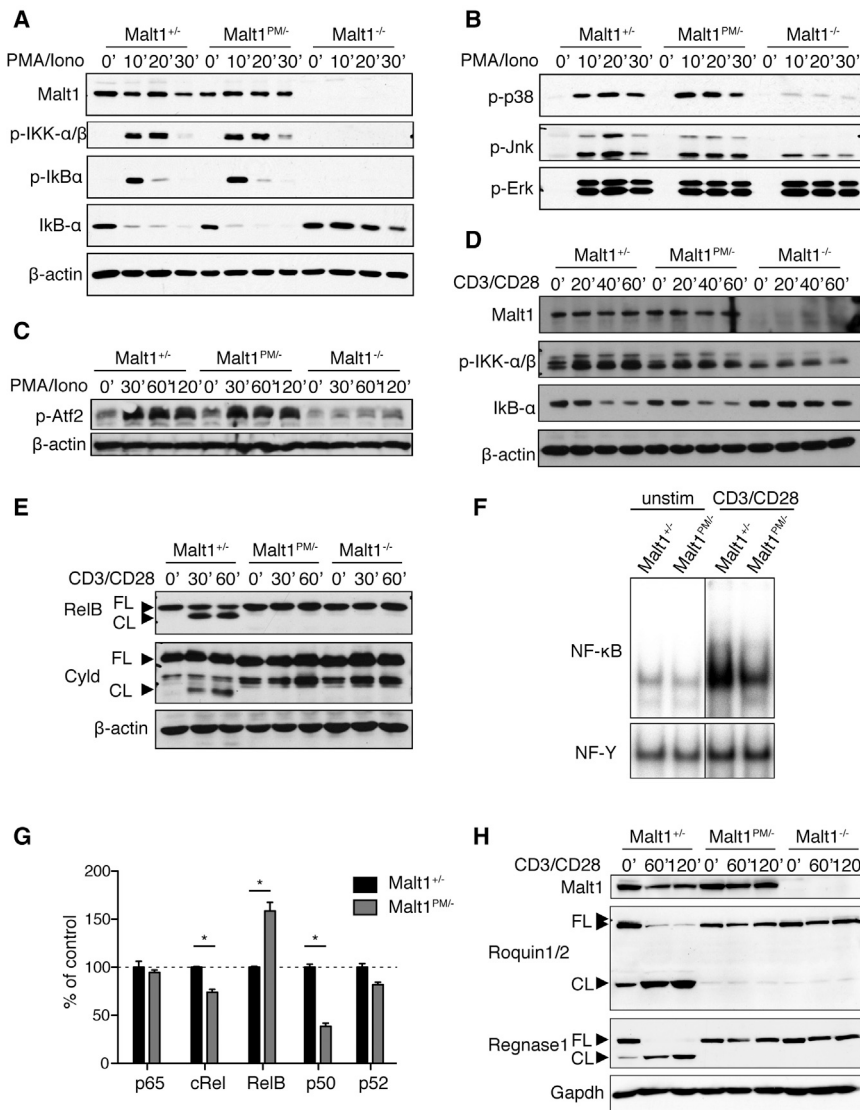 A
Malt1+/- Malt1PM/- Malt1-/-
PMA/Iono 0’ 10’ 20’ 30’ 0’ 10’ 20’ 30’ 0’ 10’ 20’ 30’
Malt1
p-IKK-α/β
p-IkBα
IkB-α
β-actin
B
Malt1+/- Malt1PM/- Malt1-/-
PMA/Iono 0’ 10’ 20’ 30’ 0’ 10’ 20’ 30’ 0’ 10’ 20’ 30’
p-p38
p-Jnk
p-Erk
C
Malt1+/- Malt1PM/- Malt1-/-
PMA/Iono 0’ 30’ 60’ 120’ 0’ 30’ 60’ 120’ 0’ 30’ 60’ 120’
p-Atf2
β-actin
D
Malt1+/- Malt1PM/- Malt1-/-
CD3/CD28 0’ 20’ 40’ 60’ 0’ 20’ 40’ 60’ 0’ 20’ 40’ 60’
Malt1
p-IKK-α/β
IkB-α
β-actin
E
Malt1+/- Malt1PM/- Malt1-/-
CD3/CD28 0’ 30’ 60’ 0’ 30’ 60’ 0’ 30’ 60’
RelB FL
CL
Cyld FL
CL
β-actin
F
unstim CD3/CD28
Malt1+/- Malt1PM/- Malt1+/- Malt1PM/-
NF-κB
NF-Y
G
% of control
200
150
100
50
0
* * *
Malt1+/-
Malt1PM/-
p65 cRel RelB p50 p52
H
Malt1+/- Malt1PM/- Malt1-/-
CD3/CD28 0’ 60’ 120’ 0’ 60’ 120’ 0’ 60’ 120
Malt1
FL
Roquin1/2
CL
Regnase1 FL
CL
Gapdh